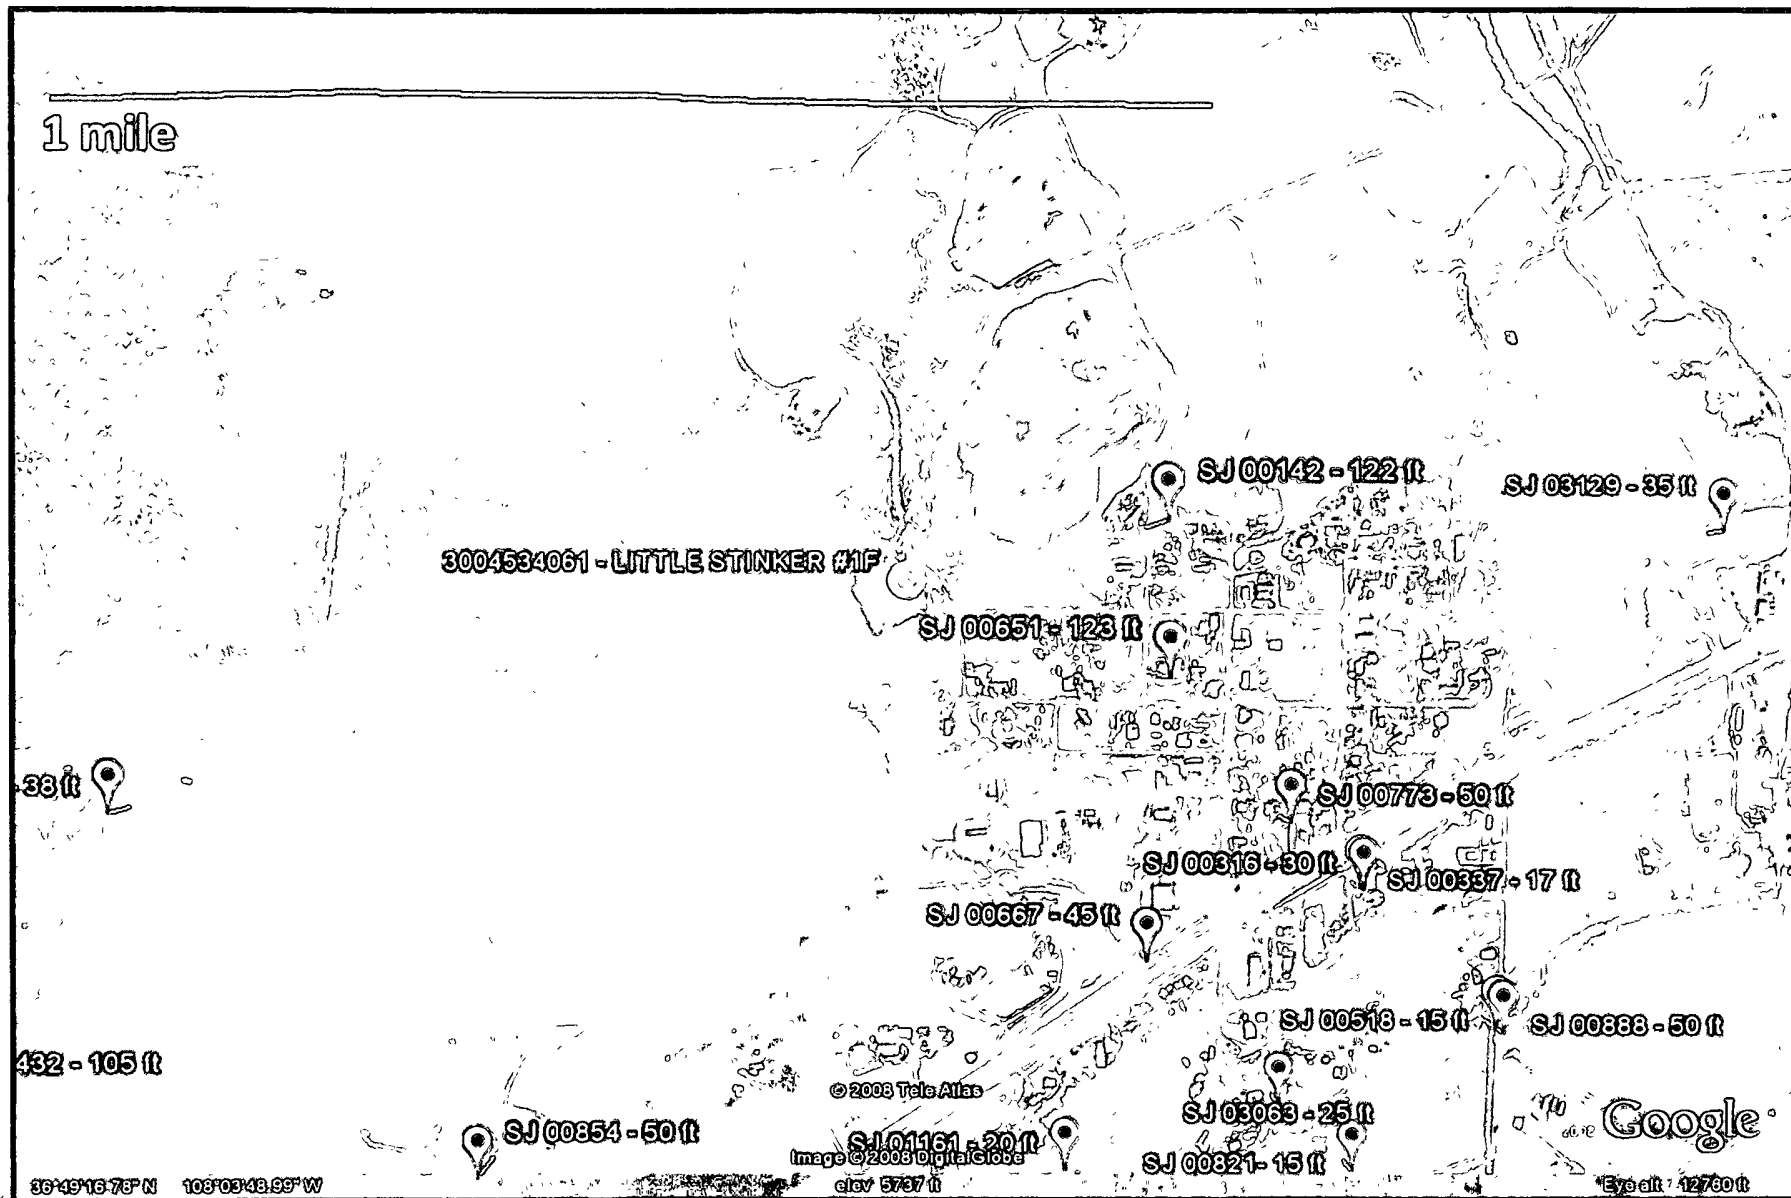 1 mile
SJ 00142 - 122 ft
SJ 03129 - 35 ft
3004534061 - LITTLE STINKER #1F
SJ 00651 - 123 ft
-38 ft
SJ 00773 - 50 ft
SJ 00316 - 30 ft
SJ 00337 - 17 ft
SJ 00667 - 45 ft
SJ 00518 - 15 ft
SJ 00888 - 50 ft
432 - 105 ft
© 2008 Tele Atlas
SJ 03063 - 25 ft
Google
SJ 00854 - 50 ft
SJ 01161 - 20 ft
Image © 2008 DigitalGlobe
SJ 00821- 15 ft
36°49'16.78" N 108°03'48.99" W
elev 5737 ft
Eye alt 12760 ft